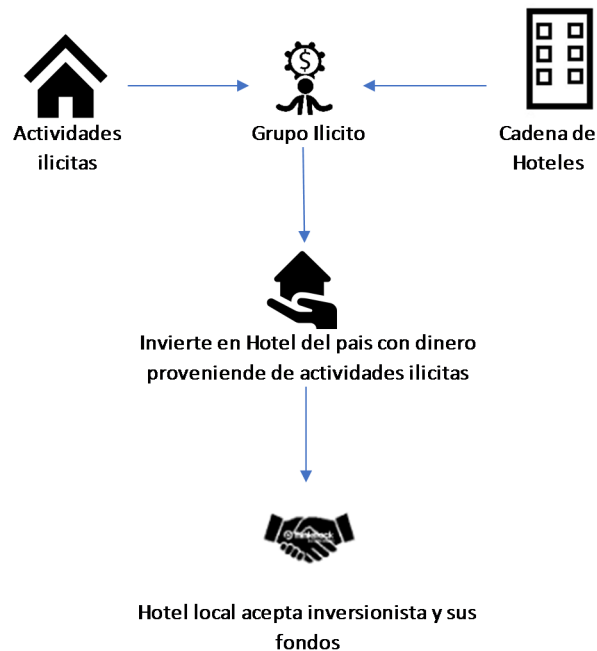 $
Actividades
ilicitas
Grupo Ilicito
Cadena de
Hoteles
Invierte en Hotel del pais con dinero
proveniende de actividades ilicitas
Hotel local acepta inversionista y sus
fondos